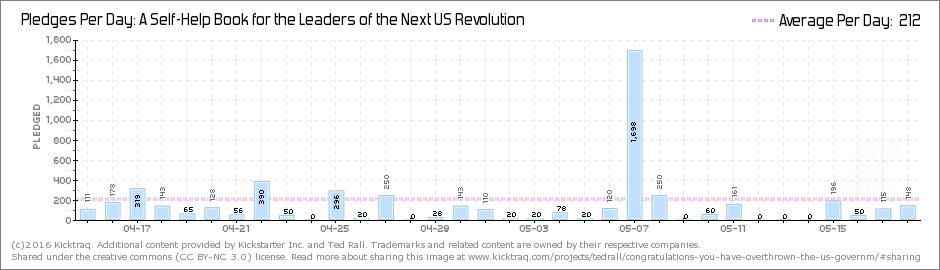 Pledges Per Day: A Self-Help Book for the Leaders of the Next US Revolution
Average Per Day: 212
PLEDGED
1,800
1,600
1,400
1,200
1,000
800
600
400
200
0
111 178 319 143 65 128 56 390 50 0 296 20 250 0 28 143 110 20 20 78 20 120 1,698 250 0 60 161 0 0 0 196 50 115 148
04-17 04-21 04-25 04-29 05-03 05-07 05-11 05-15
(c)2016 Kicktraq. Additional content provided by Kickstarter Inc. and Ted Rall. Trademarks and related content are owned by their respective companies.
Shared under the creative commons (CC BY-NC 3.0) license. Read more about sharing this image at www.kicktraq.com/projects/tedrall/congratulations-you-have-overthrown-the-us-governm/#sharing